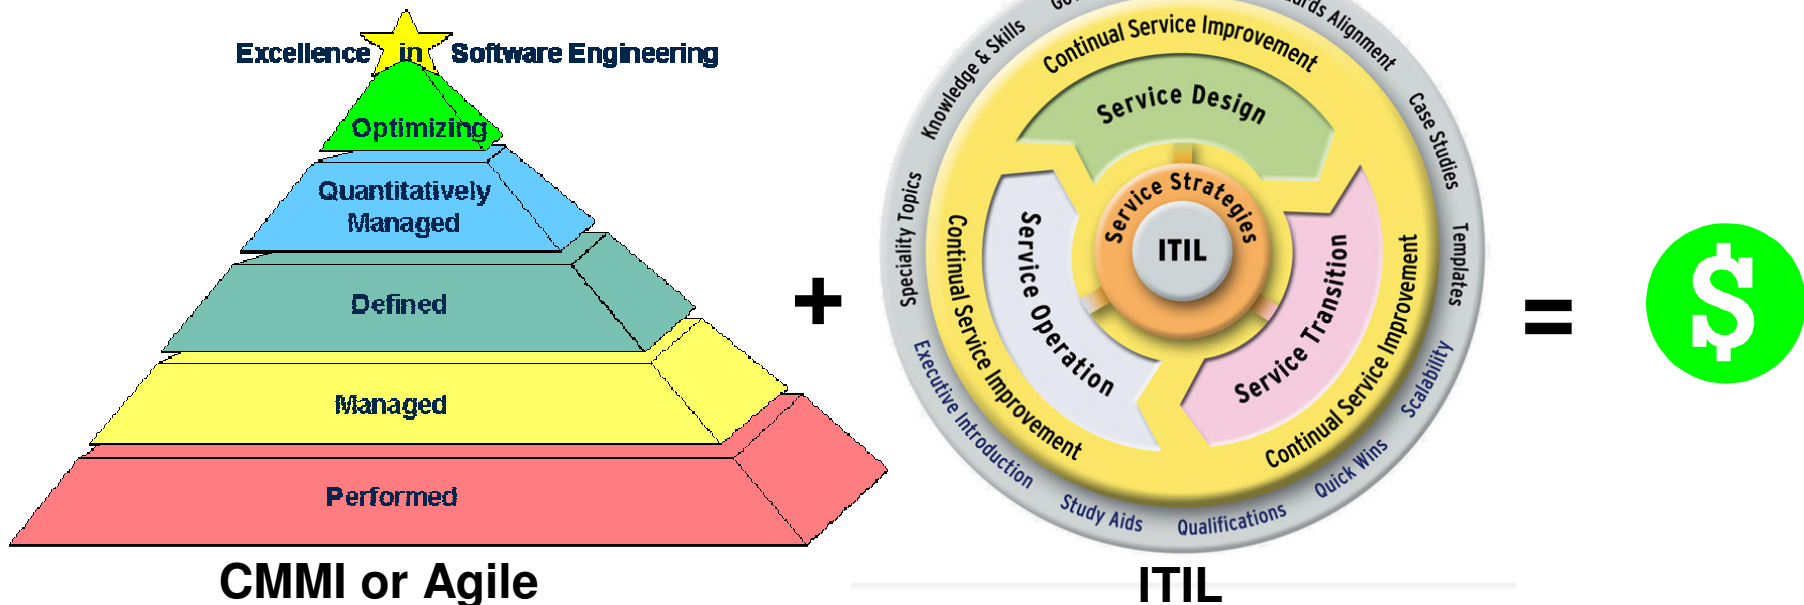 Excellence in Software Engineering
Optimizing
Quantitatively
Managed
Defined
Managed
Performed
CMMI or Agile
+
Knowledge & Skills
Alignment
Case Studies
Templates
Scalability
Quick Wins
Qualifications
Study Aids
Executive Introduction
Speciality Topics
Continual Service Improvement
Continual Service Improvement
Continual Service Improvement
Service Design
Service Transition
Service Operation
Service Strategies
ITIL
ITIL
=
$